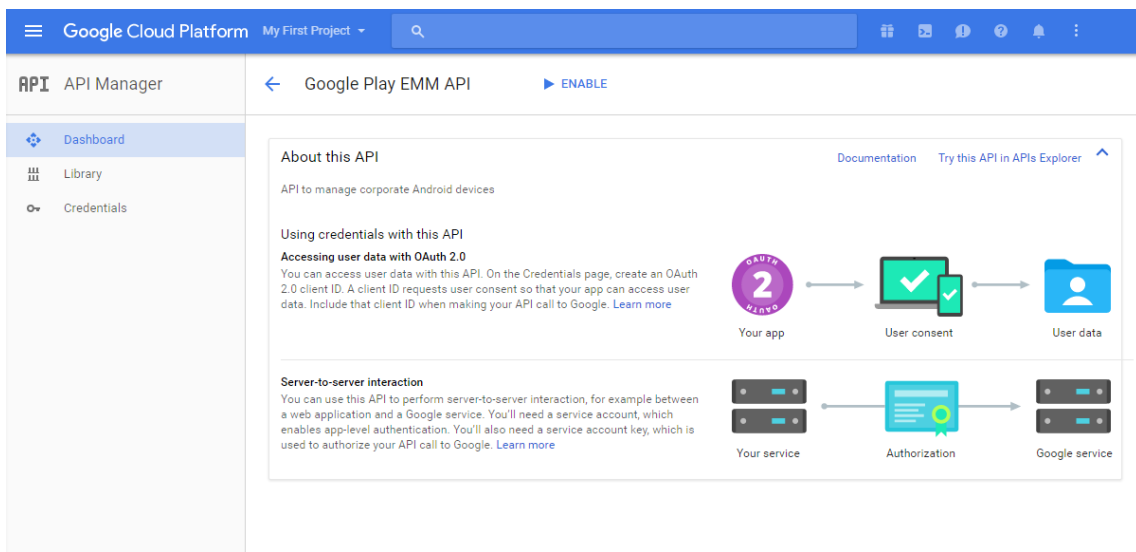 Google Cloud Platform My First Project
API API Manager
Google Play EMM API ENABLE
Dashboard
Library
Credentials
About this API
Documentation Try this API in APIs Explorer
API to manage corporate Android devices
Using credentials with this API
Accessing user data with OAuth 2.0
You can access user data with this API. On the Credentials page, create an OAuth
2.0 client ID. A client ID requests user consent so that your app can access user
data. Include that client ID when making your API call to Google. Learn more
OAUTH
2
OAUTH
Your app
User consent
User data
Server-to-server interaction
You can use this API to perform server-to-server interaction, for example between
a web application and a Google service. You'll need a service account, which
enables app-level authentication. You'll also need a service account key, which is
used to authorize your API call to Google. Learn more
Your service
Authorization
Google service